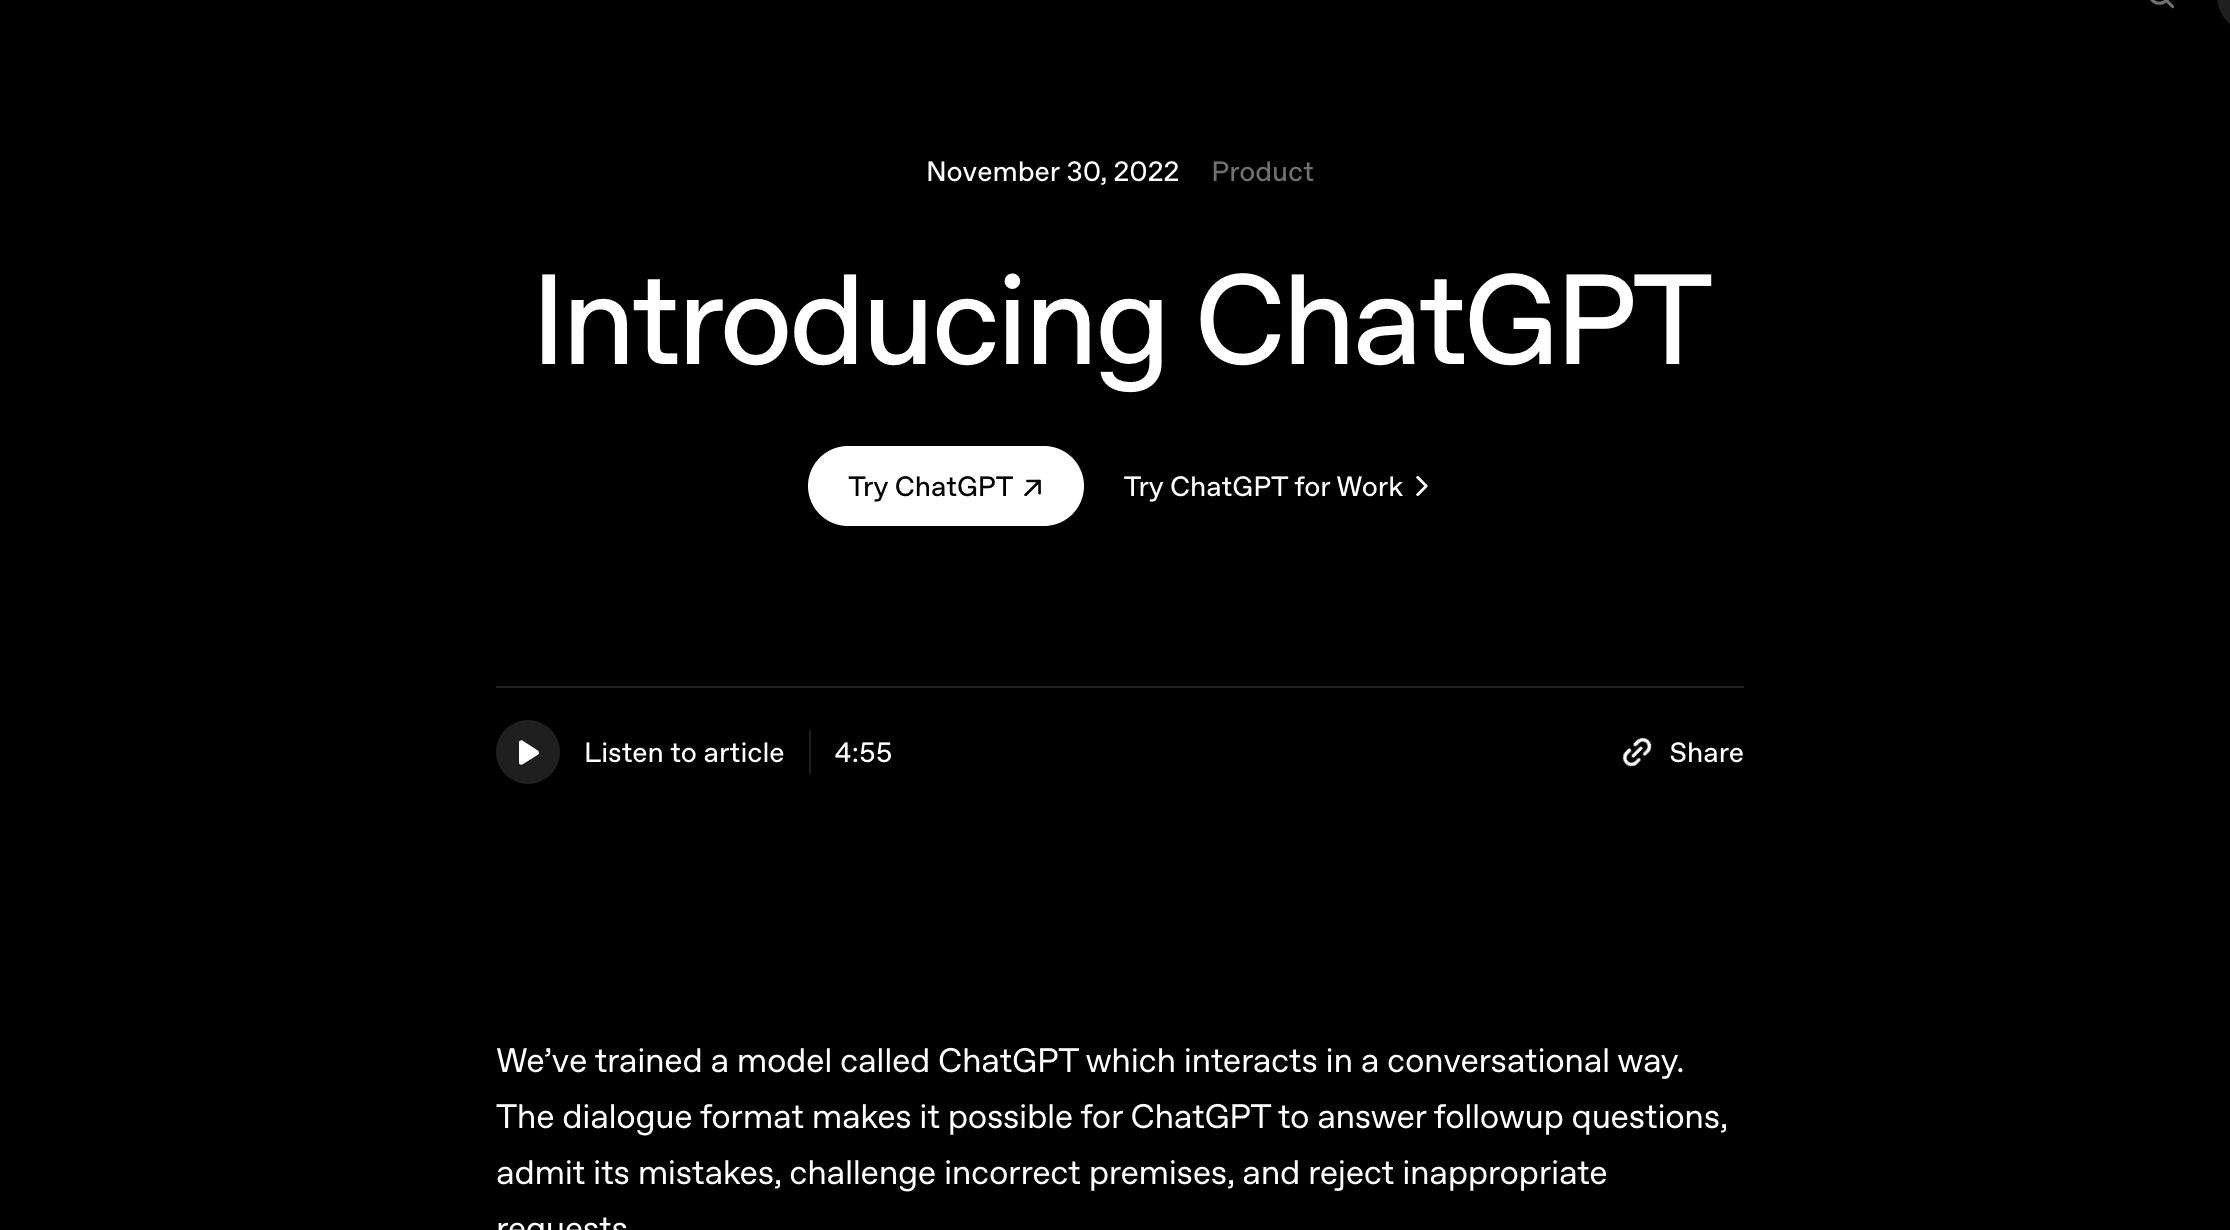 November 30, 2022 Product
Introducing ChatGPT
Try ChatGPT Try ChatGPT for Work
Listen to article 4:55 Share
We’ve trained a model called ChatGPT which interacts in a conversational way.
The dialogue format makes it possible for ChatGPT to answer followup questions,
admit its mistakes, challenge incorrect premises, and reject inappropriate
requests.